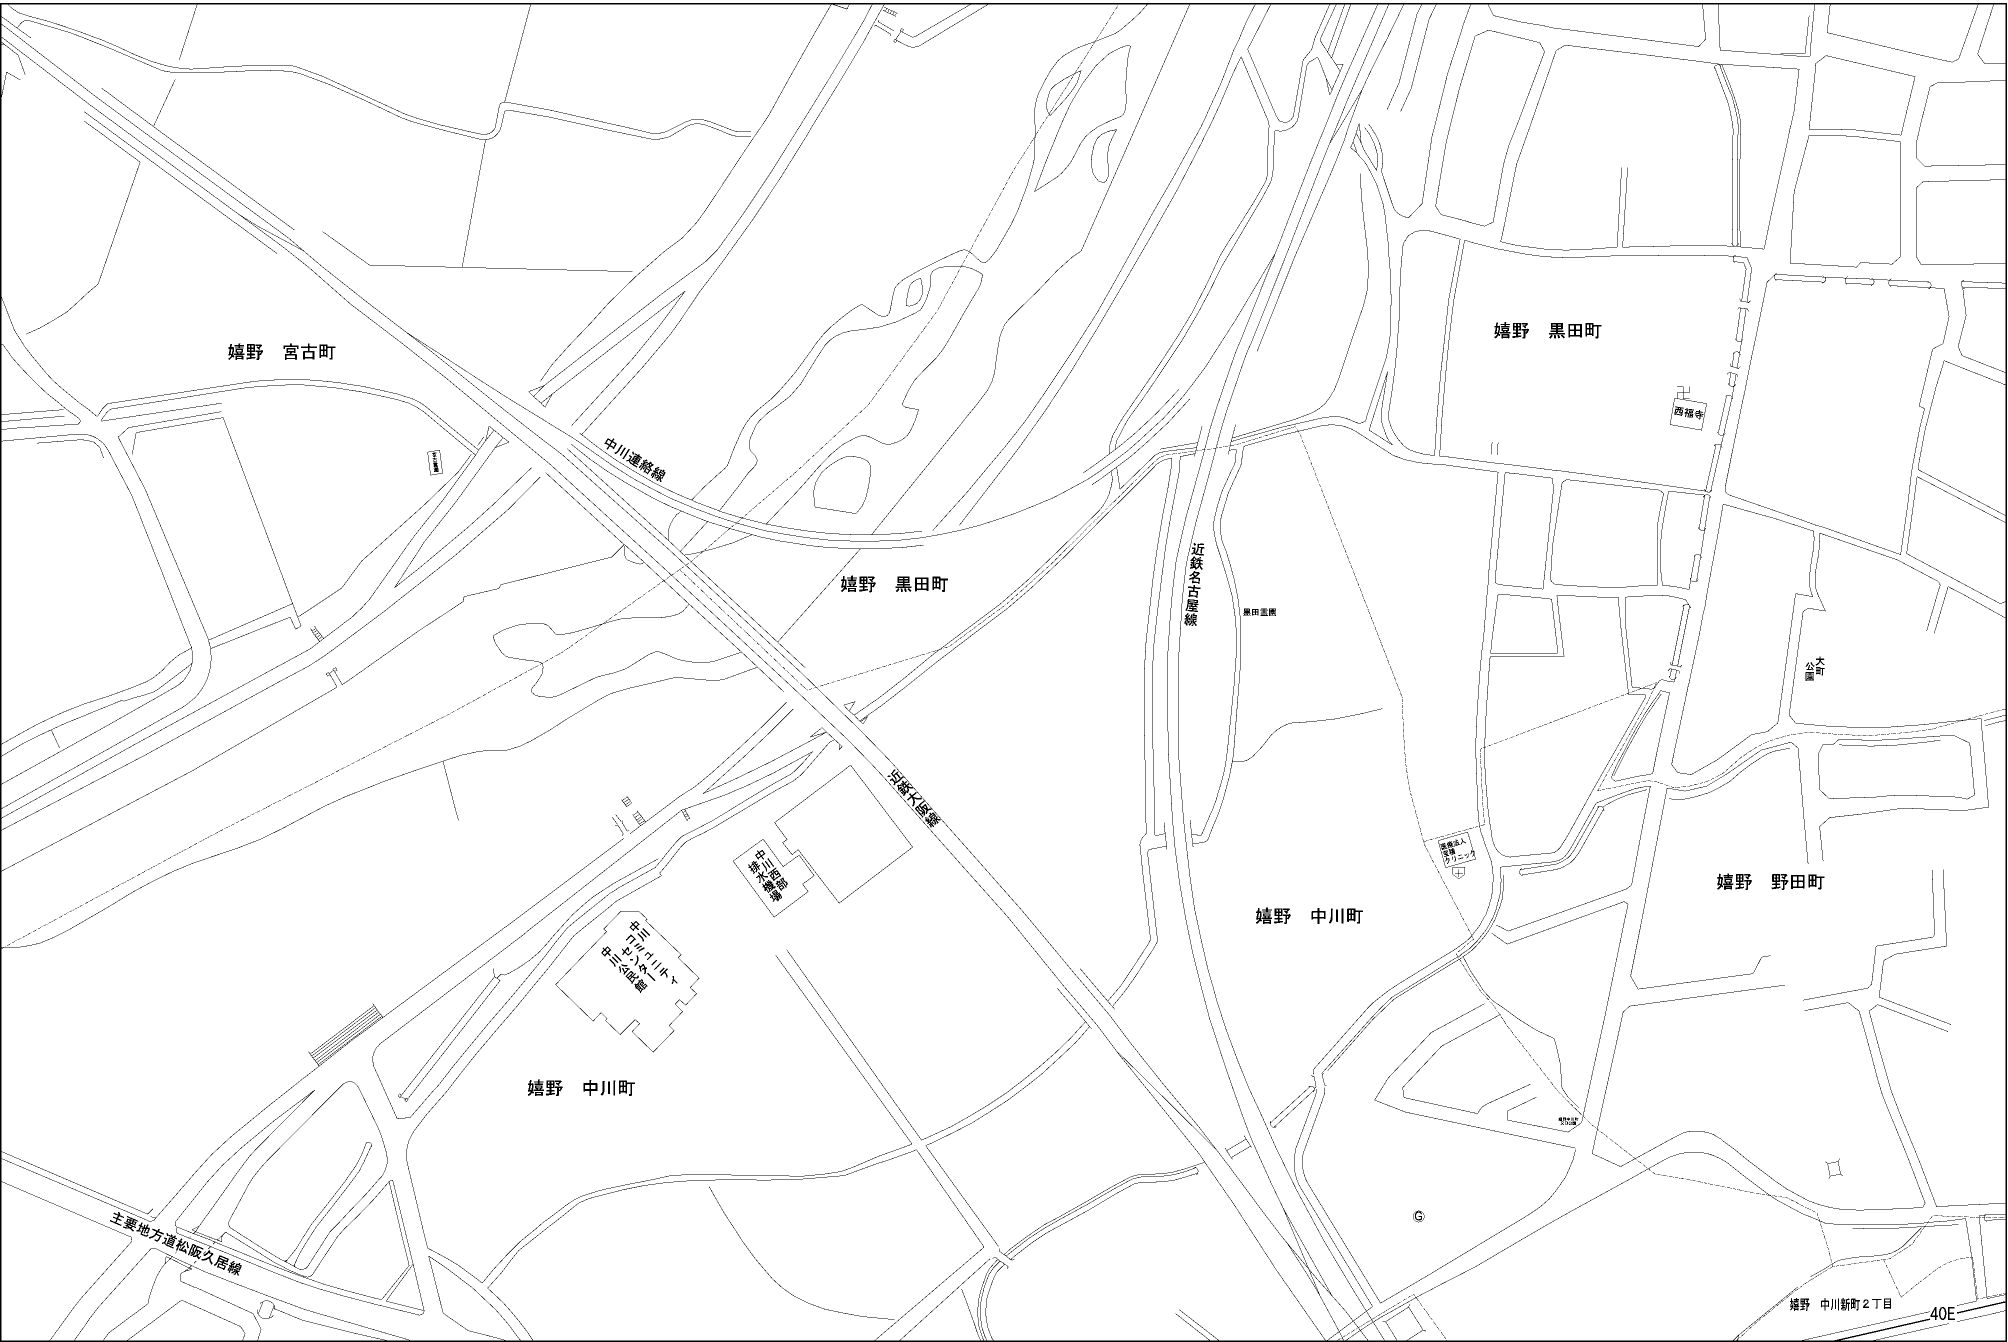 嬉野　黒田町
嬉野　宮古町
西福寺
中川連絡線
近鉄名古屋線
嬉野　黒田町
黒田霊園
大町
公園
近鉄大阪線
医療法人
クリニック
中川西部
排水機場
嬉野　野田町
嬉野　中川町
中川
コミュニティ
センター
中川公民館
嬉野　中川町
G
主要地方道松阪久居線
嬉野　中川新町２丁目
40E